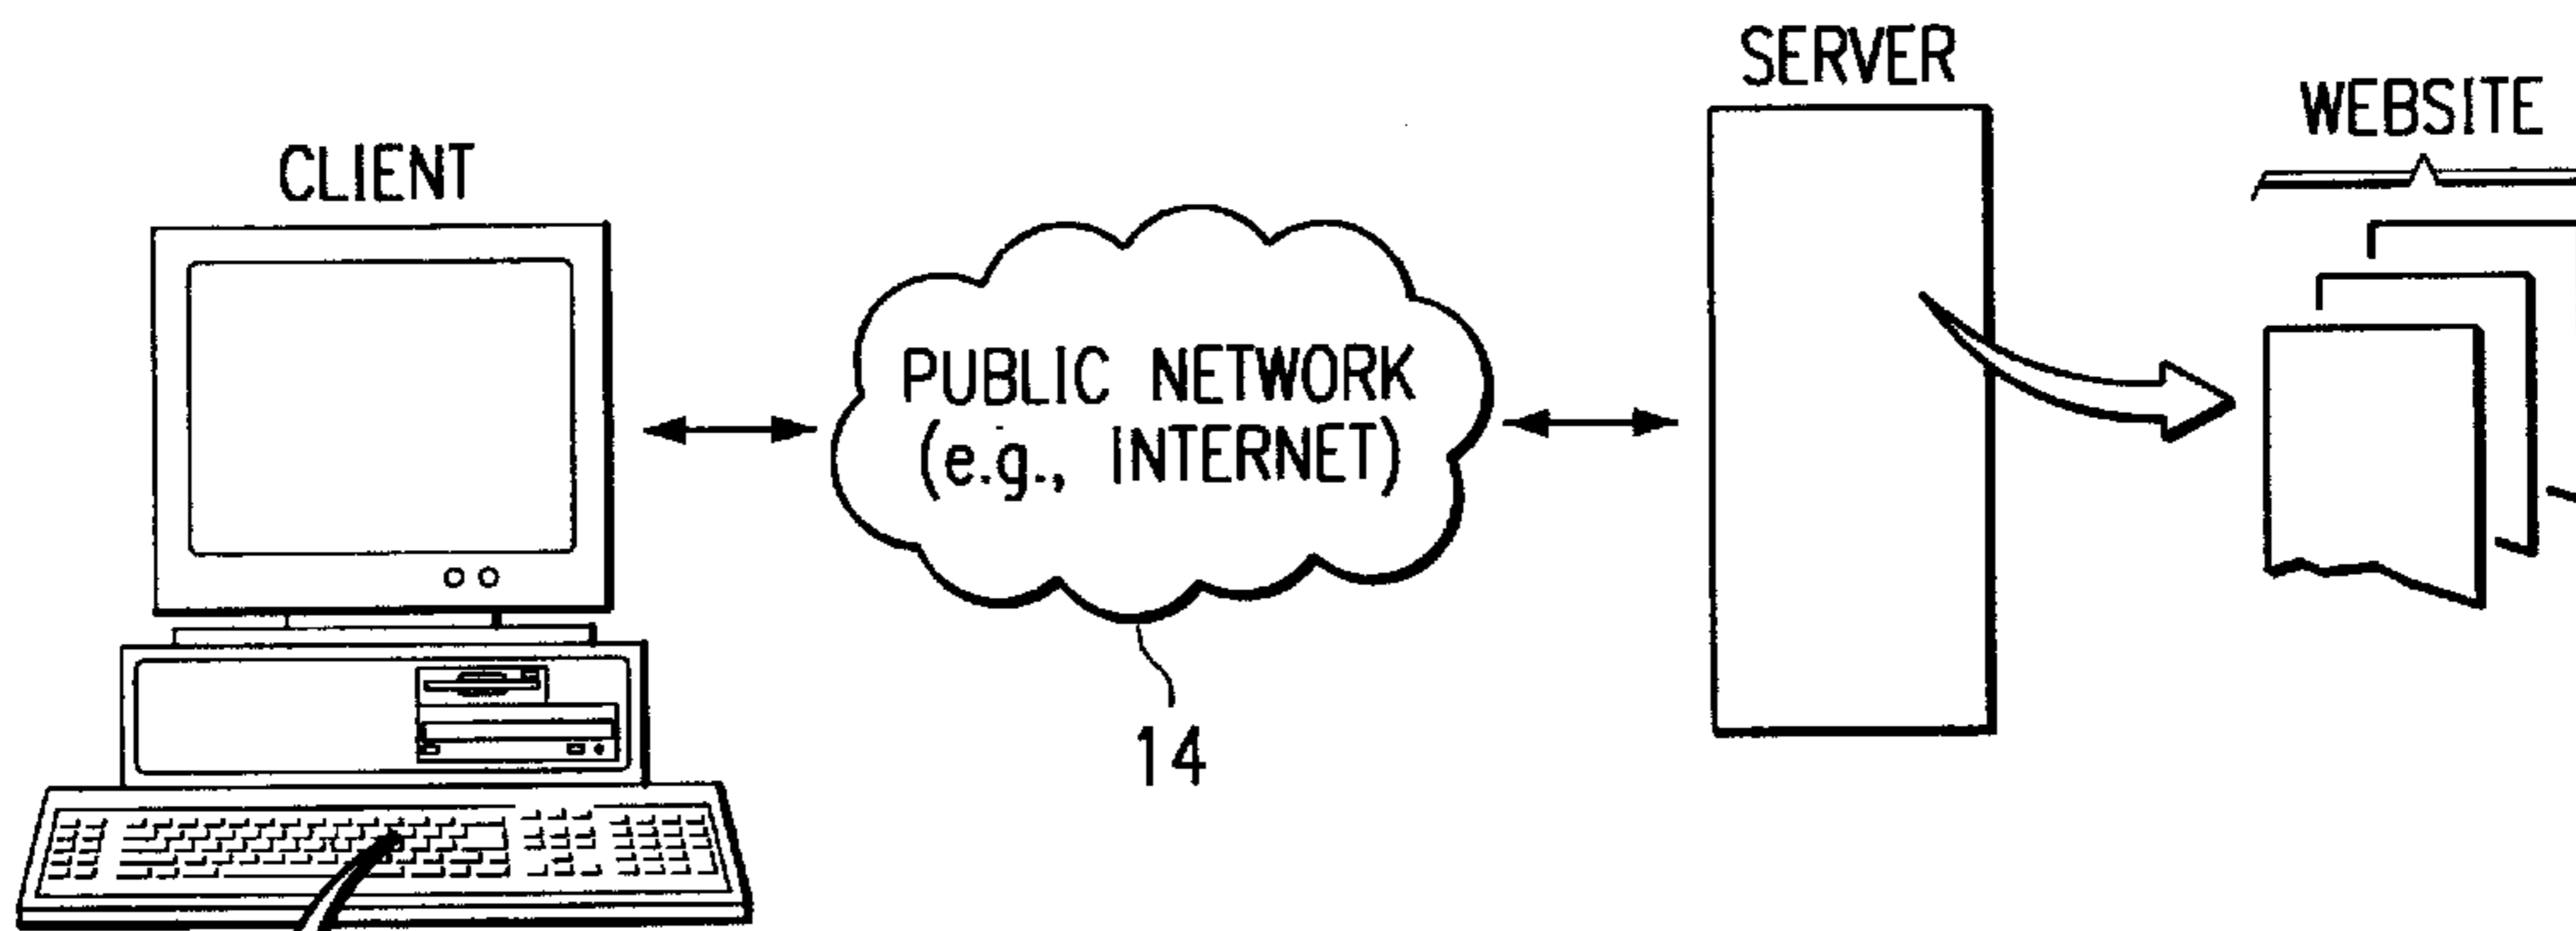 CLIENT
PUBLIC NETWORK
(e.g., INTERNET)
14
SERVER
WEBSITE